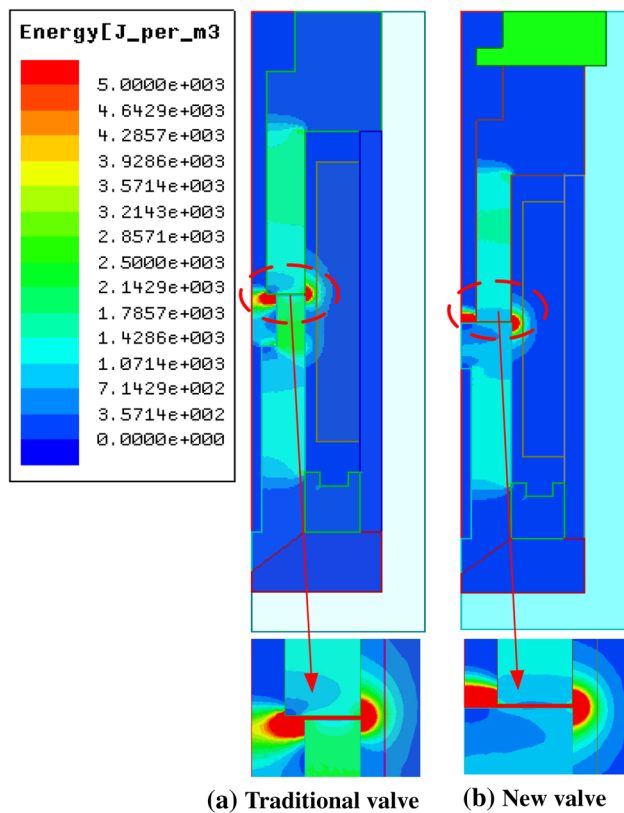 Energy[J_per_m3
5.0000e+003
4.6429e+003
4.2857e+003
3.9286e+003
3.5714e+003
3.2143e+003
2.8571e+003
2.5000e+003
2.1429e+003
1.7857e+003
1.4286e+003
1.0714e+003
7.1429e+002
3.5714e+002
0.0000e+000
(a) Traditional valve
(b) New valve